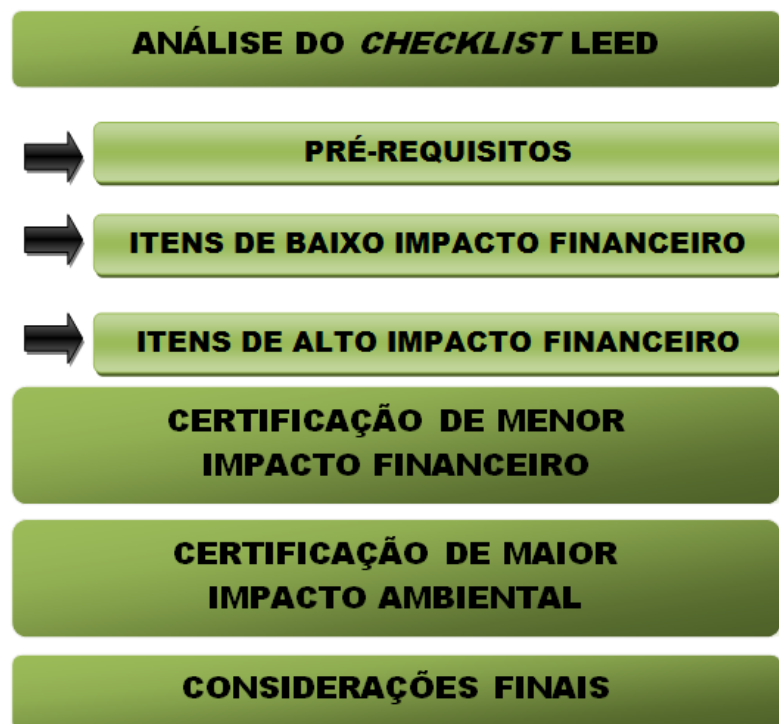 ANÁLISE DO CHECKLIST LEED
PRÉ-REQUISITOS
ITENS DE BAIXO IMPACTO FINANCEIRO
ITENS DE ALTO IMPACTO FINANCEIRO
CERTIFICAÇÃO DE MENOR
IMPACTO FINANCEIRO
CERTIFICAÇÃO DE MAIOR
IMPACTO AMBIENTAL
CONSIDERAÇÕES FINAIS